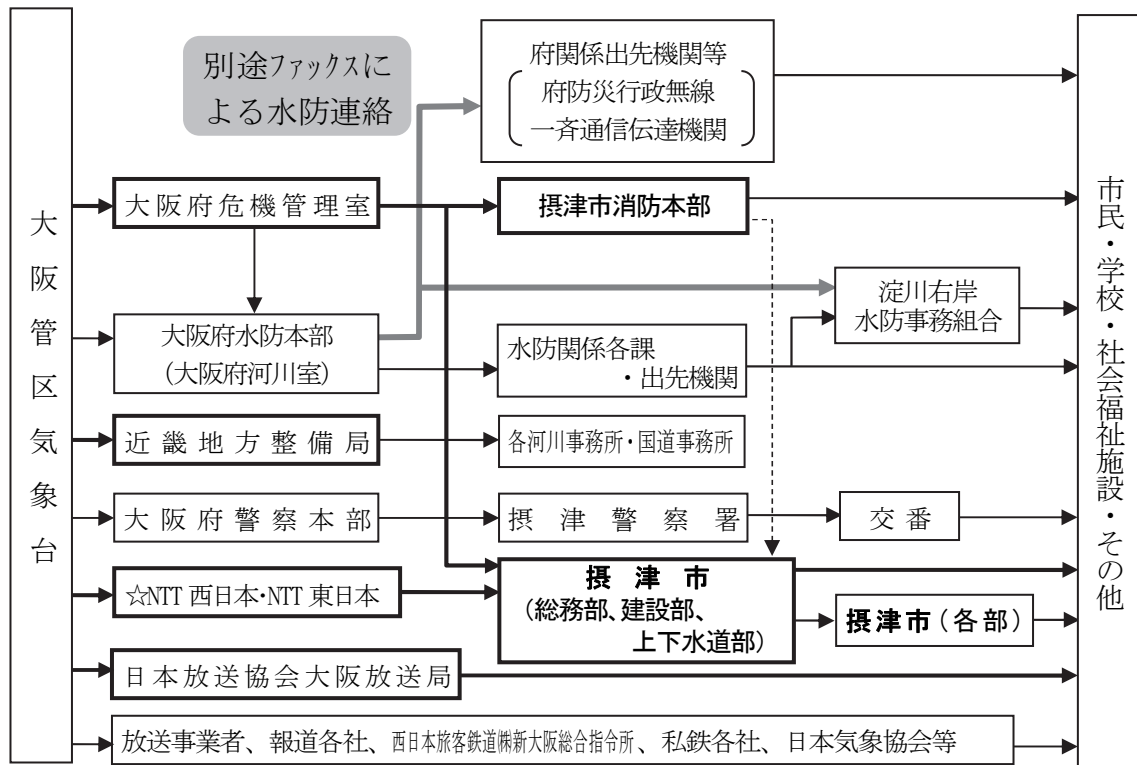 大阪管区気象台
別途ファックスに
よる水防連絡
府関係出先機関等
府防災行政無線
一斉通信伝達機関
大阪府危機管理室
摂津市消防本部
大阪府水防本部
(大阪府河川室)
水防関係各課
・出先機関
淀川右岸
水防事務組合
近畿地方整備局
各河川事務所・国道事務所
大阪府警察本部
摂津警察署
交番
☆NTT西日本・NTT東日本
摂津市
(総務部、建設部、
上下水道部)
摂津市(各部)
日本放送協会大阪放送局
放送事業者、報道各社、西日本旅客鉄道㈱新大阪総合指令所、私鉄各社、日本気象協会等
市民・学校・社会福祉施設・その他